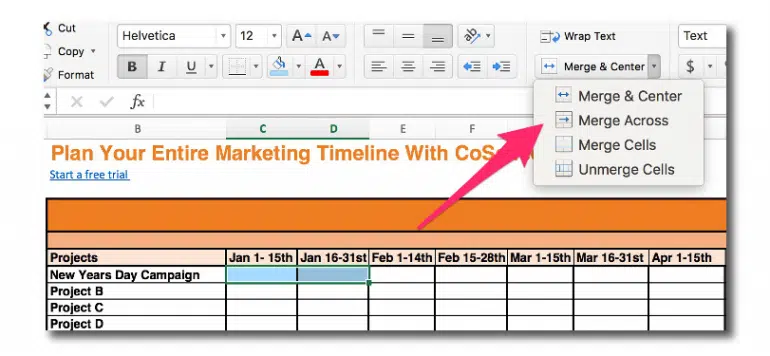 Cut
Helvetica 12 A A Wrap Text Text
Copy
Format B I U A Merge & Center $
fx Merge & Center
Merge Across
B C D E F Merge Cells
Plan Your Entire Marketing Timeline With
Unmerge Cells
Start a free trial
Projects Jan 1- 15th Jan 16-31st Feb 1-14th Feb 15-28th Mar 1-15th Mar 16-31st Apr 1-15th
New Years Day Campaign
Project B
Project C
Project D